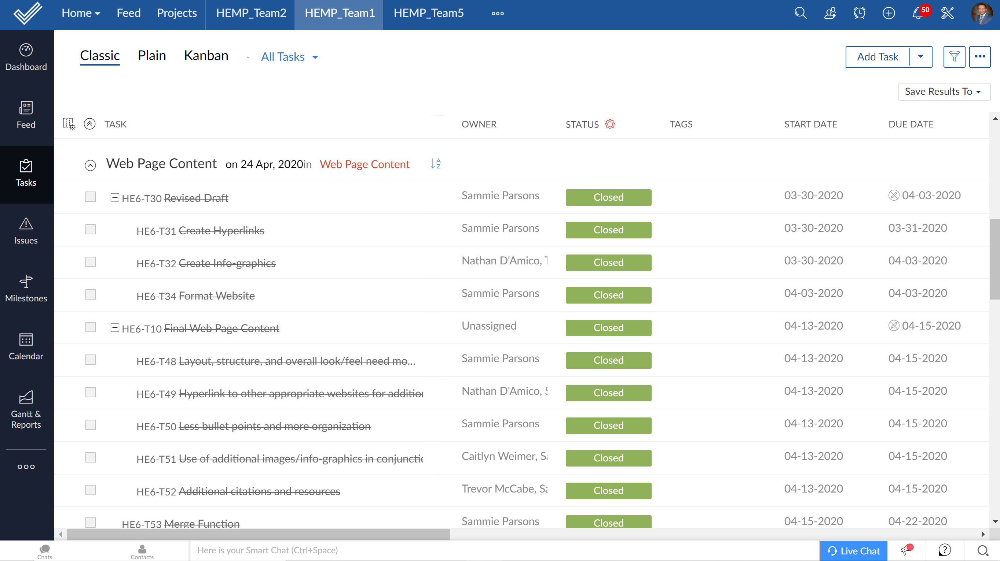 Home Feed Projects HEMP_Team2 HEMP_Team1 HEMP_Team5 50
Dashboard
Feed
Tasks
Issues
Milestones
Calendar
Gantt &
Reports
Classic Plain Kanban - All Tasks Add Task
Save Results To
TASK OWNER STATUS TAGS START DATE DUE DATE
Web Page Content on 24 Apr, 2020in Web Page Content
HE6-T30 Revised Draft Sammie Parsons Closed 03-30-2020 04-03-2020
HE6-T31 Create Hyperlinks Sammie Parsons Closed 03-30-2020 03-31-2020
HE6-T32 Create Info-graphics Nathan D'Amico, Closed 03-30-2020 04-03-2020
HE6-T34 Format Website Sammie Parsons Closed 04-03-2020 04-03-2020
HE6-T10 Final Web Page Content Unassigned Closed 04-13-2020 04-15-2020
HE6-T48 Layout, structure, and overall look/feel need mo... Sammie Parsons Closed 04-13-2020 04-15-2020
HE6-T49 Hyperlink to other appropriate websites for Nathan D'Amico, Closed 04-13-2020 04-15-2020
HE6-T50 Less bullet points and more organization Sammie Parsons Closed 04-13-2020 04-15-2020
HE6-T51 Use of additional images/info-graphics in Caitlyn Weimer, Closed 04-13-2020 04-15-2020
HE6-T52 Additional citations and resources Trevor McCabe, Closed 04-13-2020 04-15-2020
HE6-T53 Merge Function Sammie Parsons Closed 04-15-2020 04-22-2020
Chats Contacts Here is your Smart Chat (Ctrl+Space) Live Chat